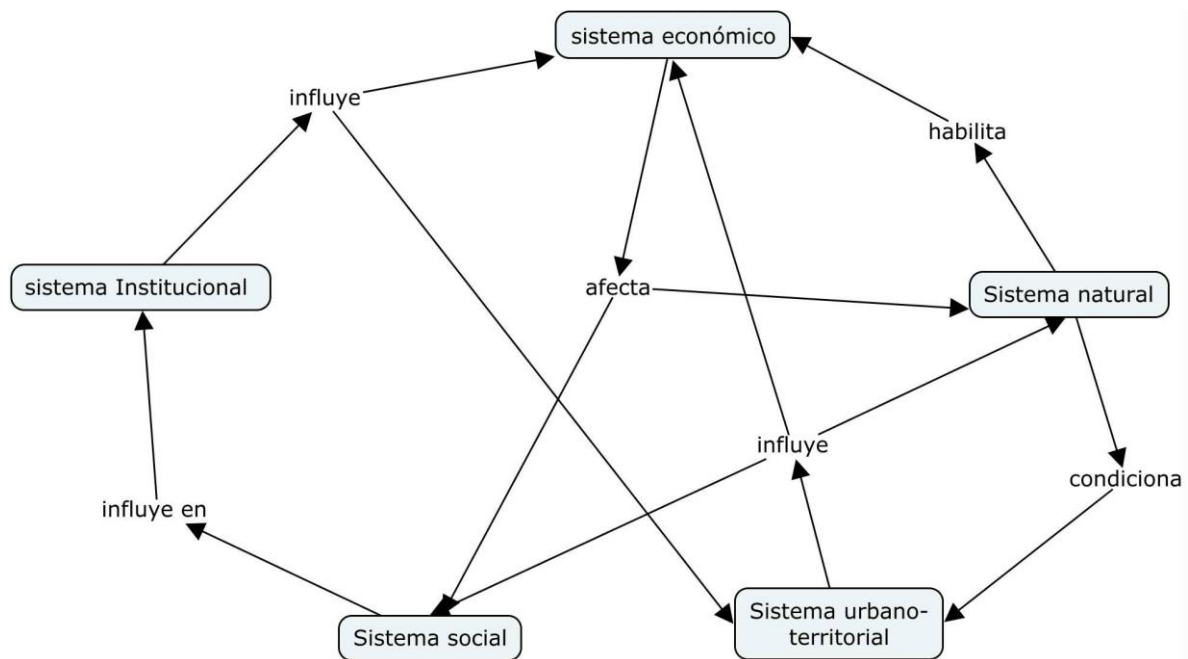 sistema económico
influye
habilita
sistema Institucional
afecta
Sistema natural
influye
condiciona
influye en
Sistema social
Sistema urbano-
territorial